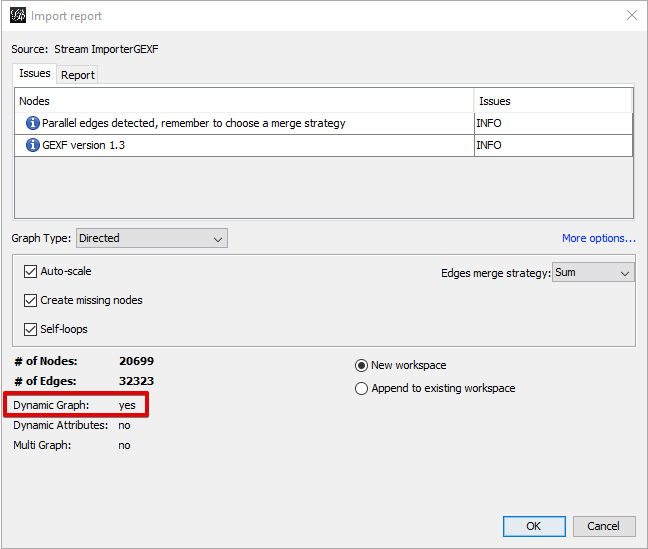 Import report
Source: Stream ImporterGEXF
Issues Report
Nodes Issues
Parallel edges detected, remember to choose a merge strategy INFO
GEXF version 1.3 INFO
Graph Type: Directed More options...
Auto-scale Edges merge strategy: Sum
Create missing nodes
Self-loops
# of Nodes: 20699 New workspace
# of Edges: 32323 Append to existing workspace
Dynamic Graph: yes
Dynamic Attributes: no
Multi Graph: no
OK Cancel